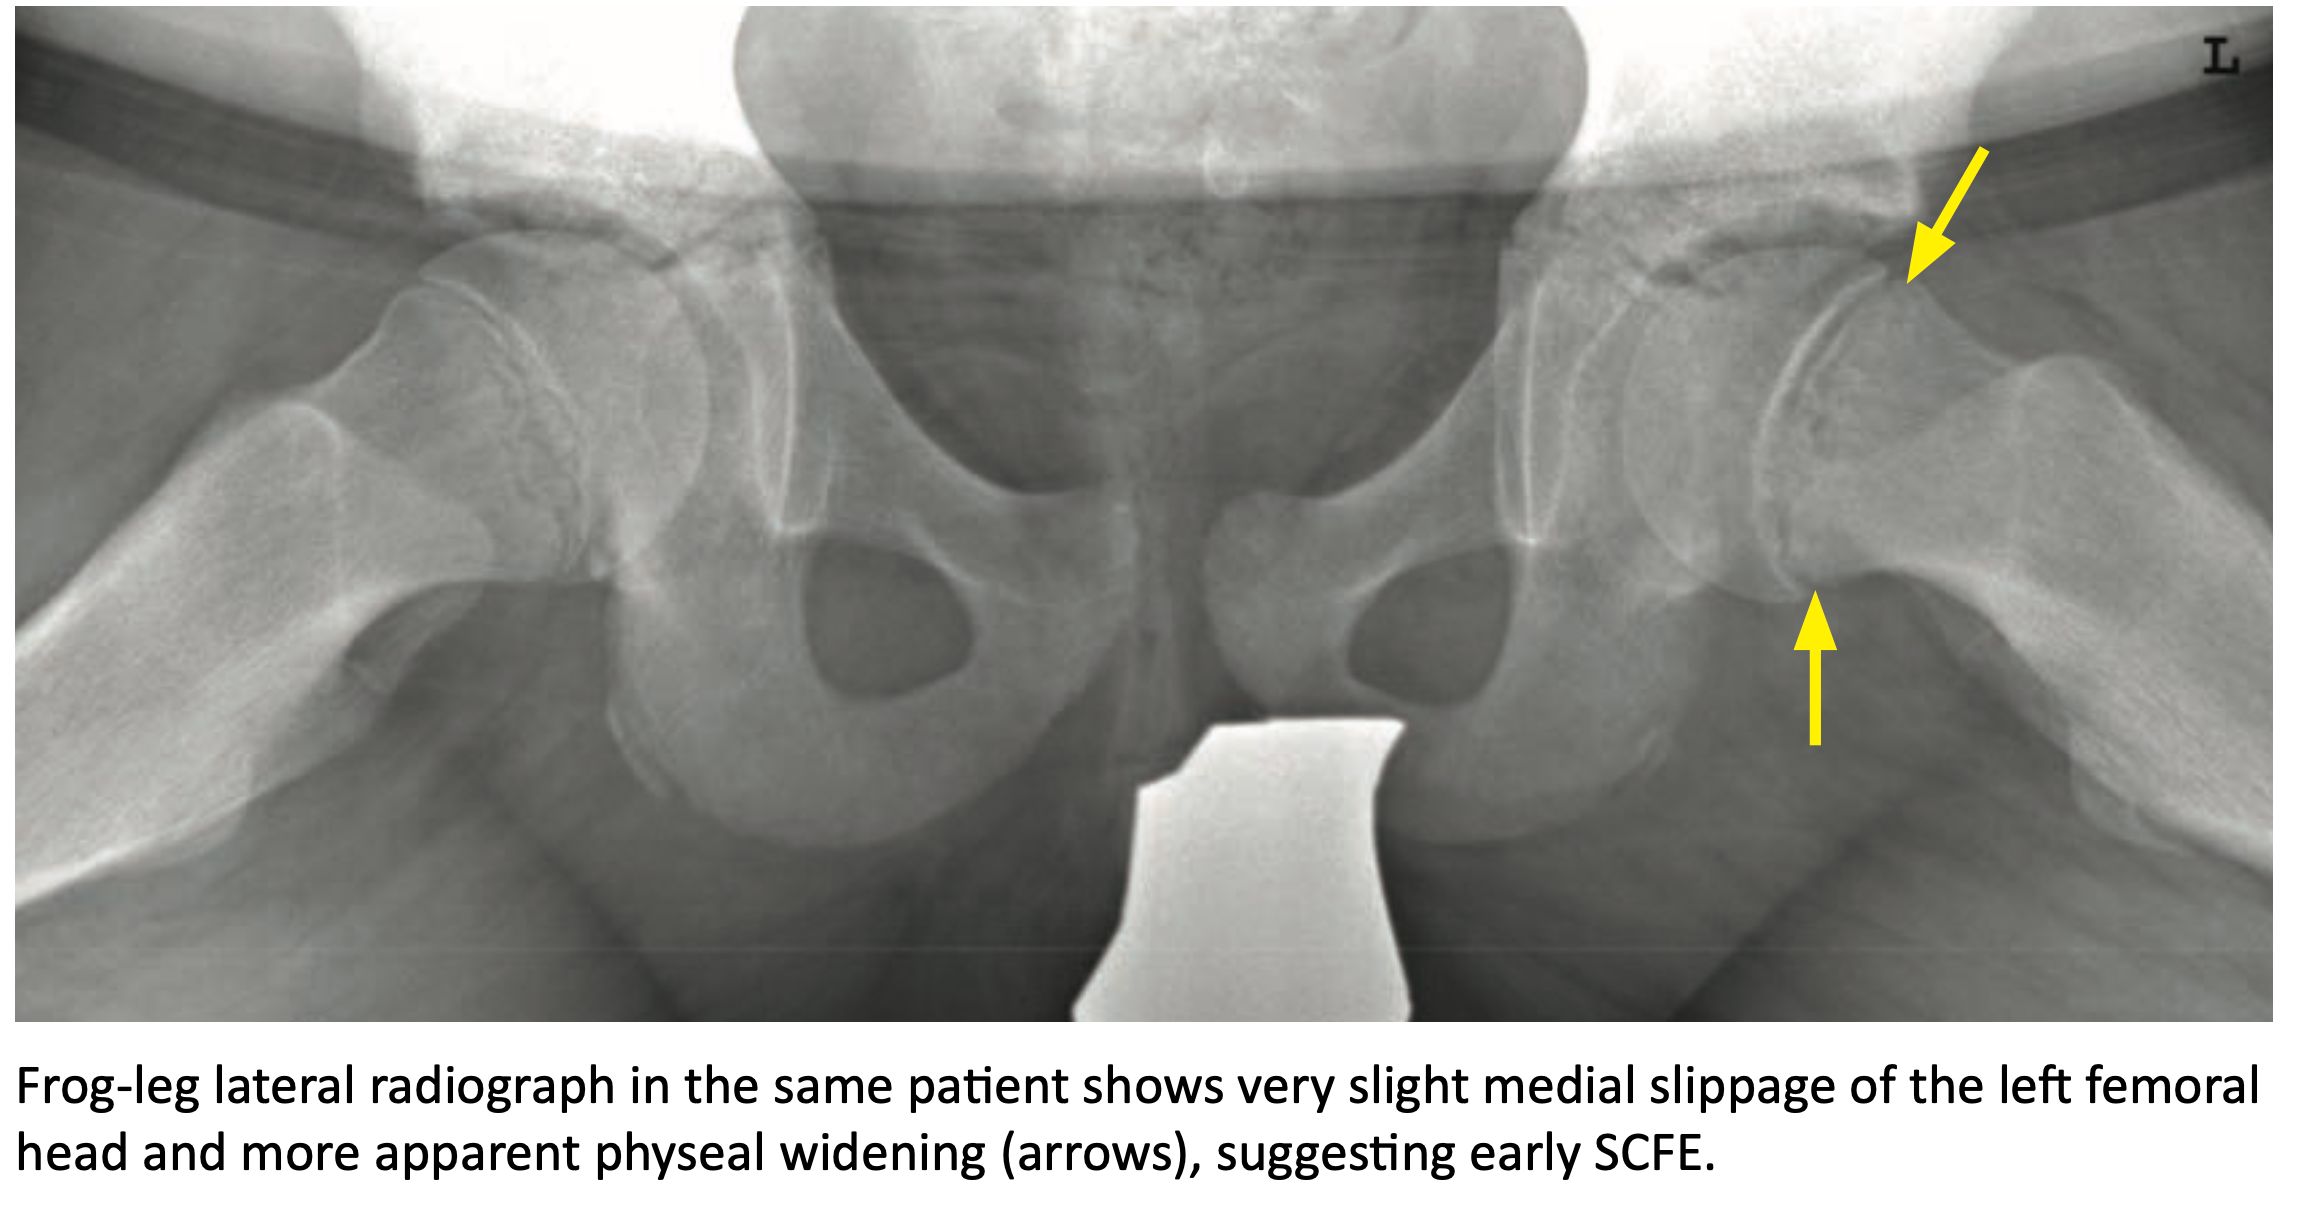 L
Frog-leg lateral radiograph in the same patient shows very slight medial slippage of the left femoral
head and more apparent physeal widening (arrows), suggesting early SCFE.